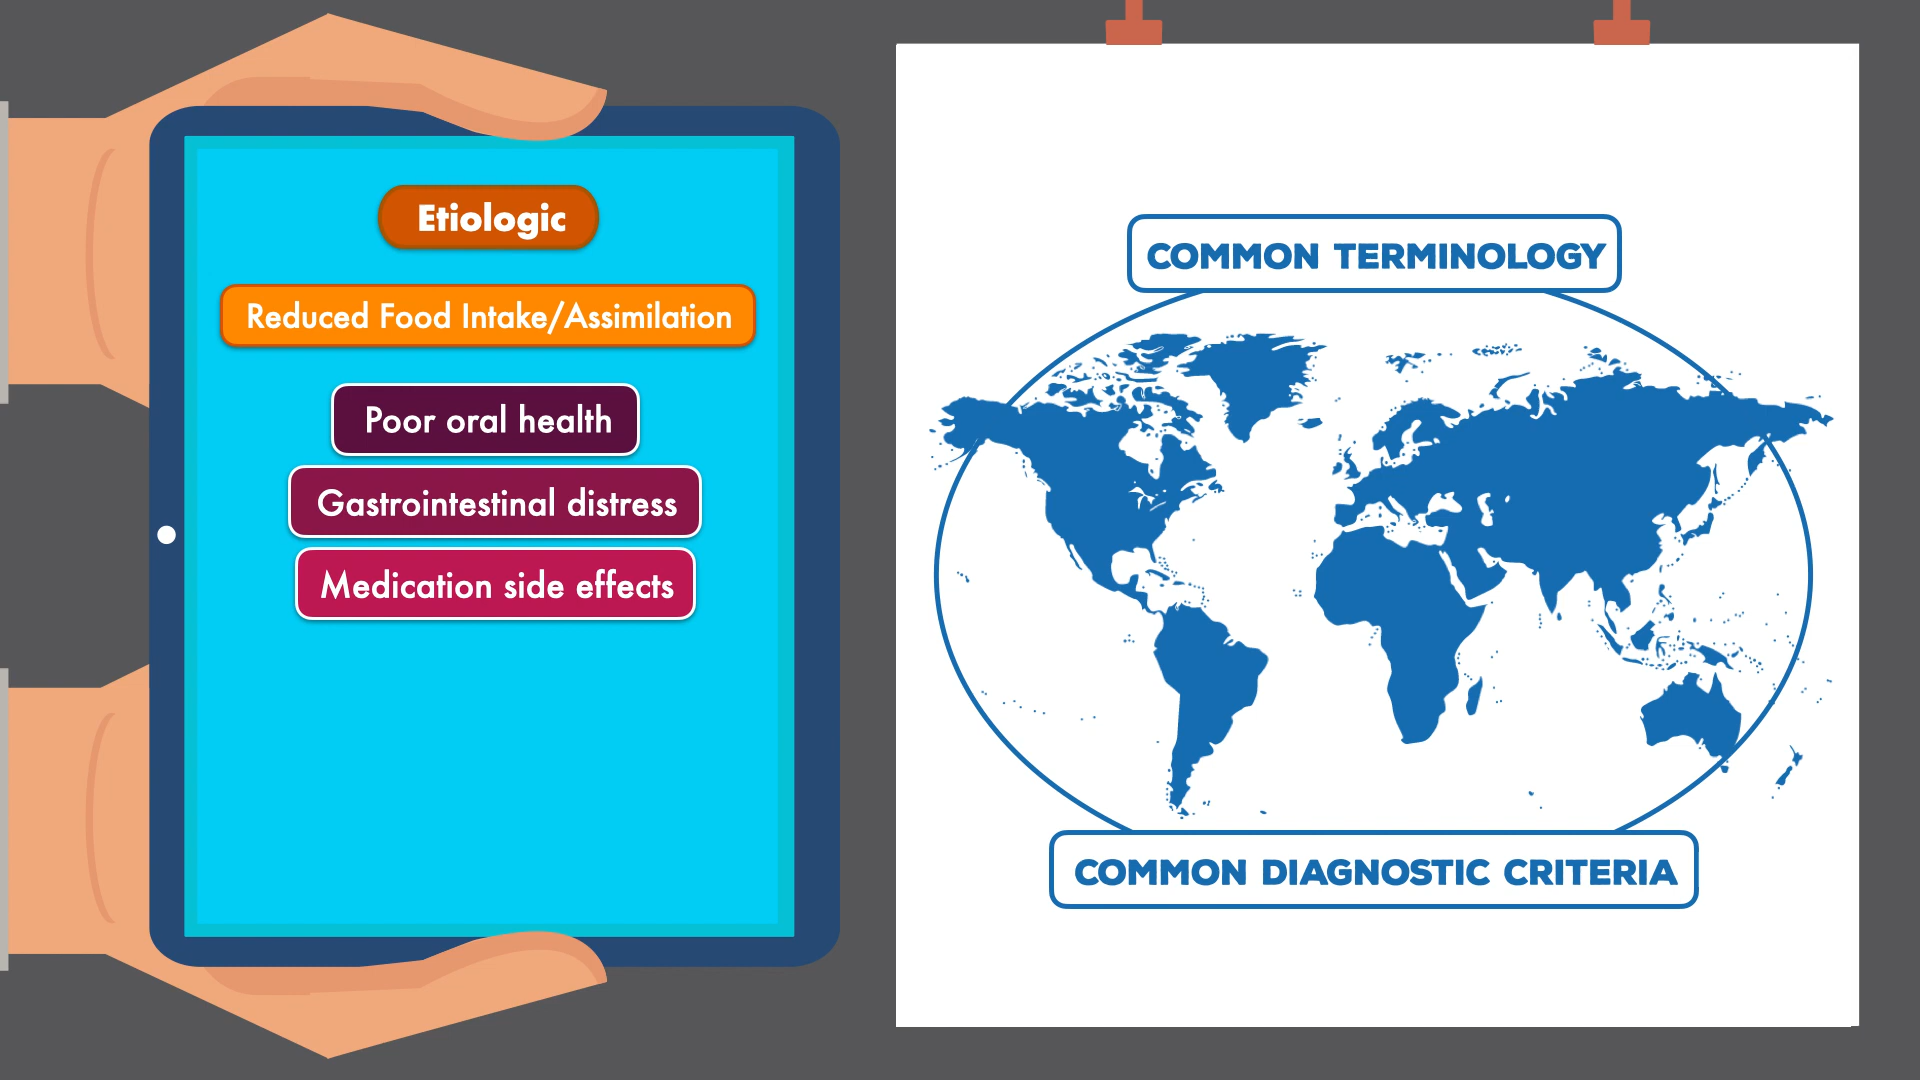 Etiologic
Reduced Food Intake/Assimilation
Poor oral health
Gastrointestinal distress
Medication side effects
COMMON TERMINOLOGY
COMMON DIAGNOSTIC CRITERIA